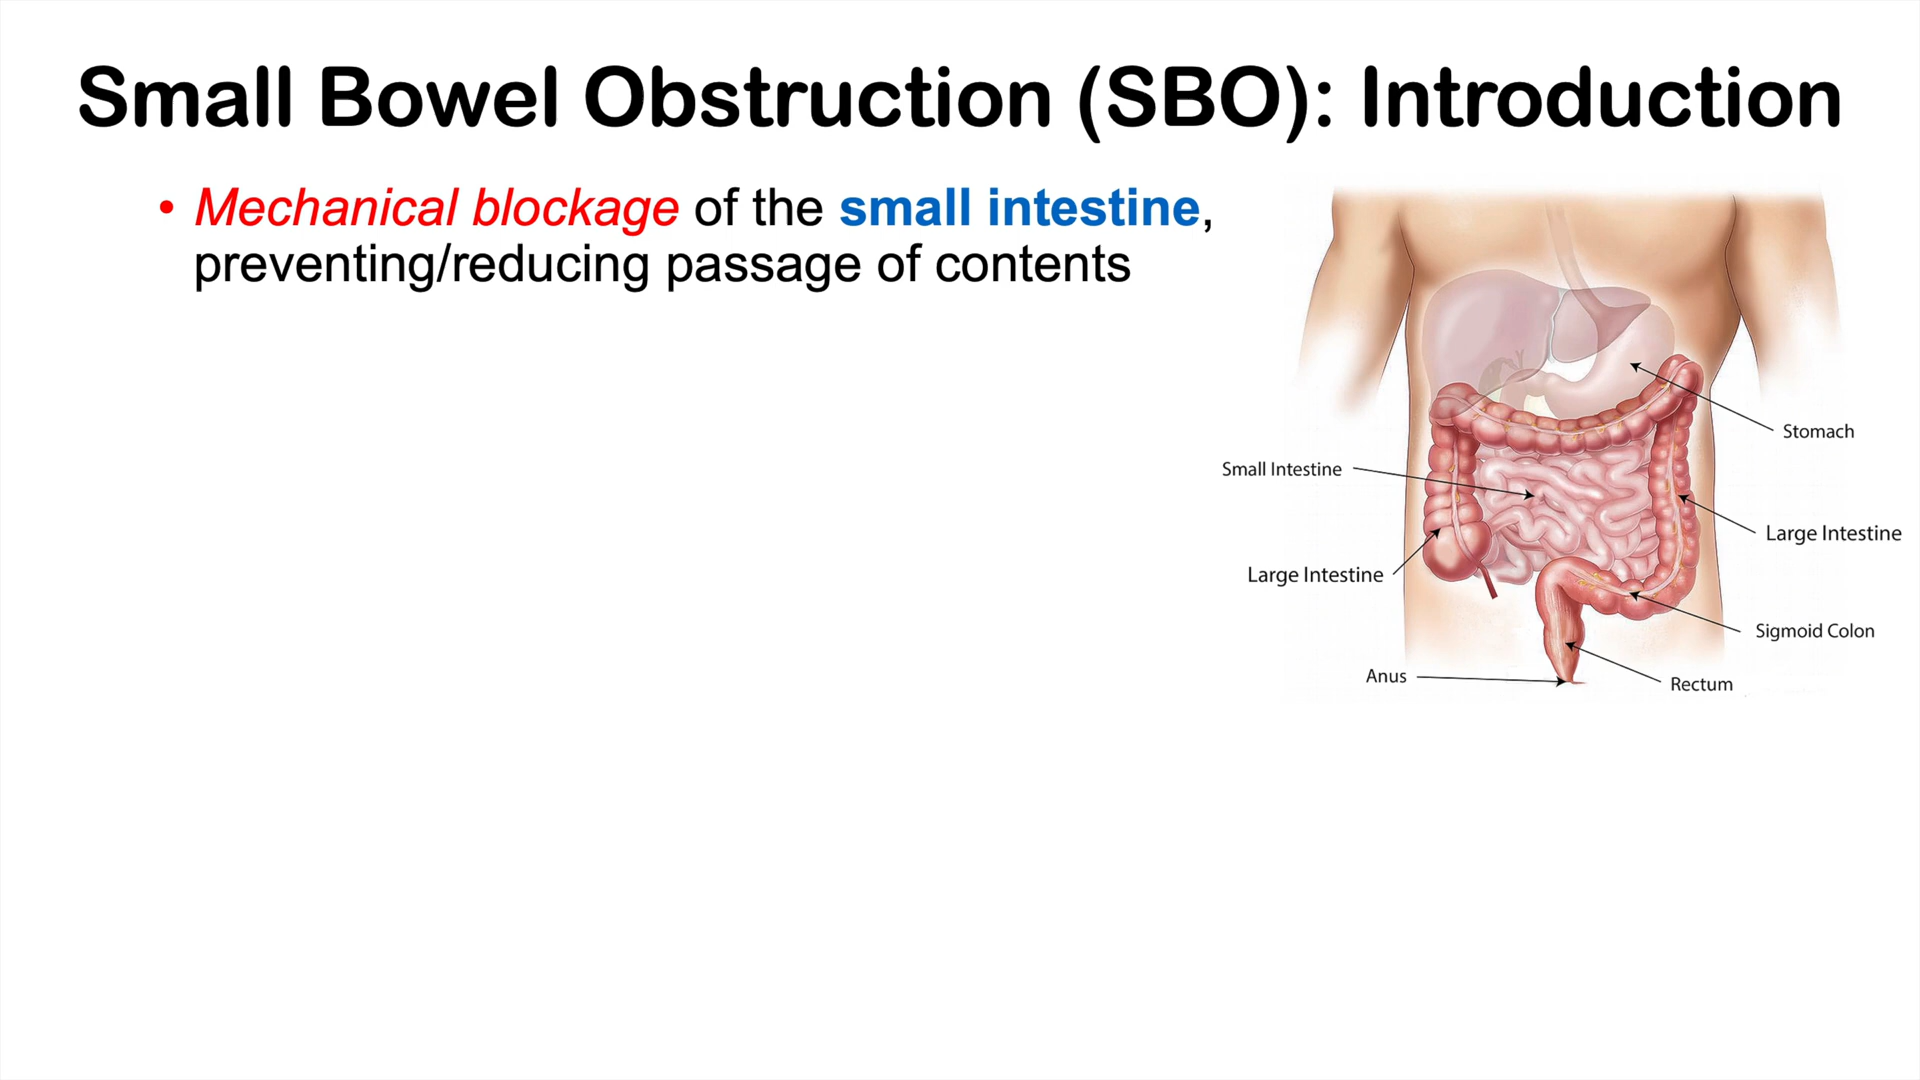 Small Bowel Obstruction (SBO): Introduction
• Mechanical blockage of the small intestine,
preventing/reducing passage of contents
Stomach
Small Intestine
Large Intestine
Large Intestine
Sigmoid Colon
Anus
Rectum